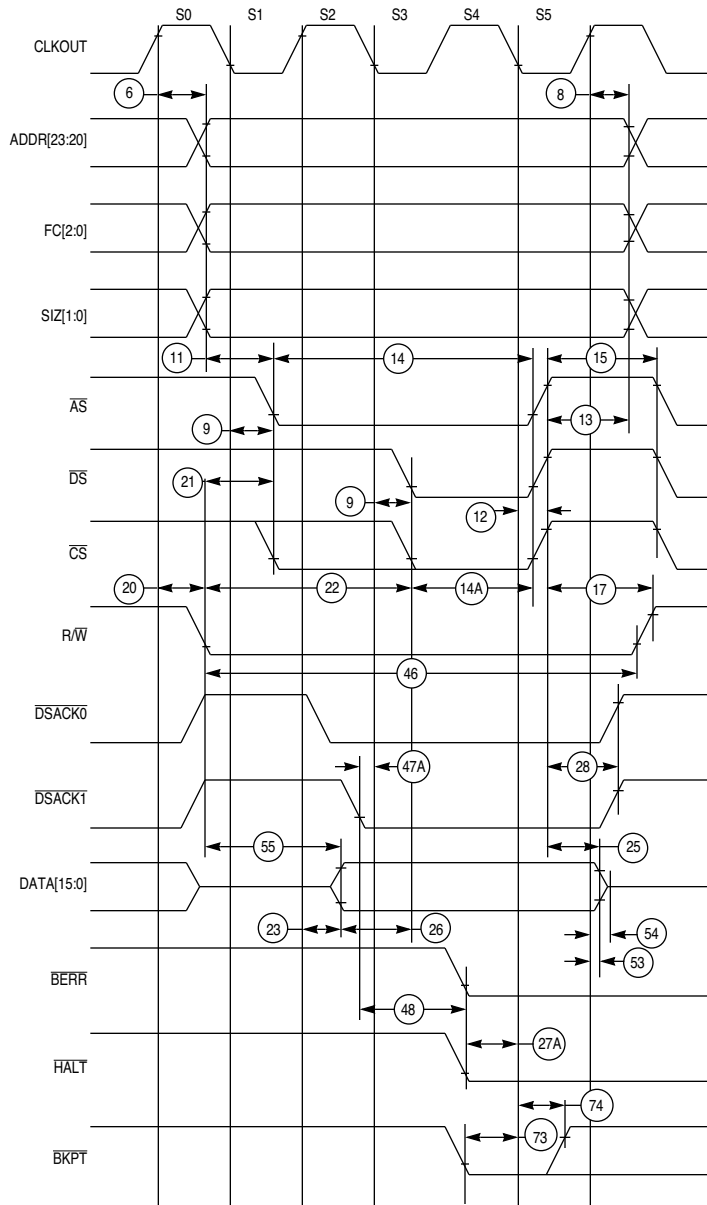 S0 S1 S2 S3 S4 S5
CLKOUT
6 8
ADDR[23:20]
FC[2:0]
SIZ[1:0]
11 14 15
AS
9 13
21
DS
9 12
CS
20 22 14A 17
R/W
46
DSACK0
47A 28
DSACK1
55 25
DATA[15:0]
23 26 54
53
BERR
48
27A
HALT
74
73
BKPT